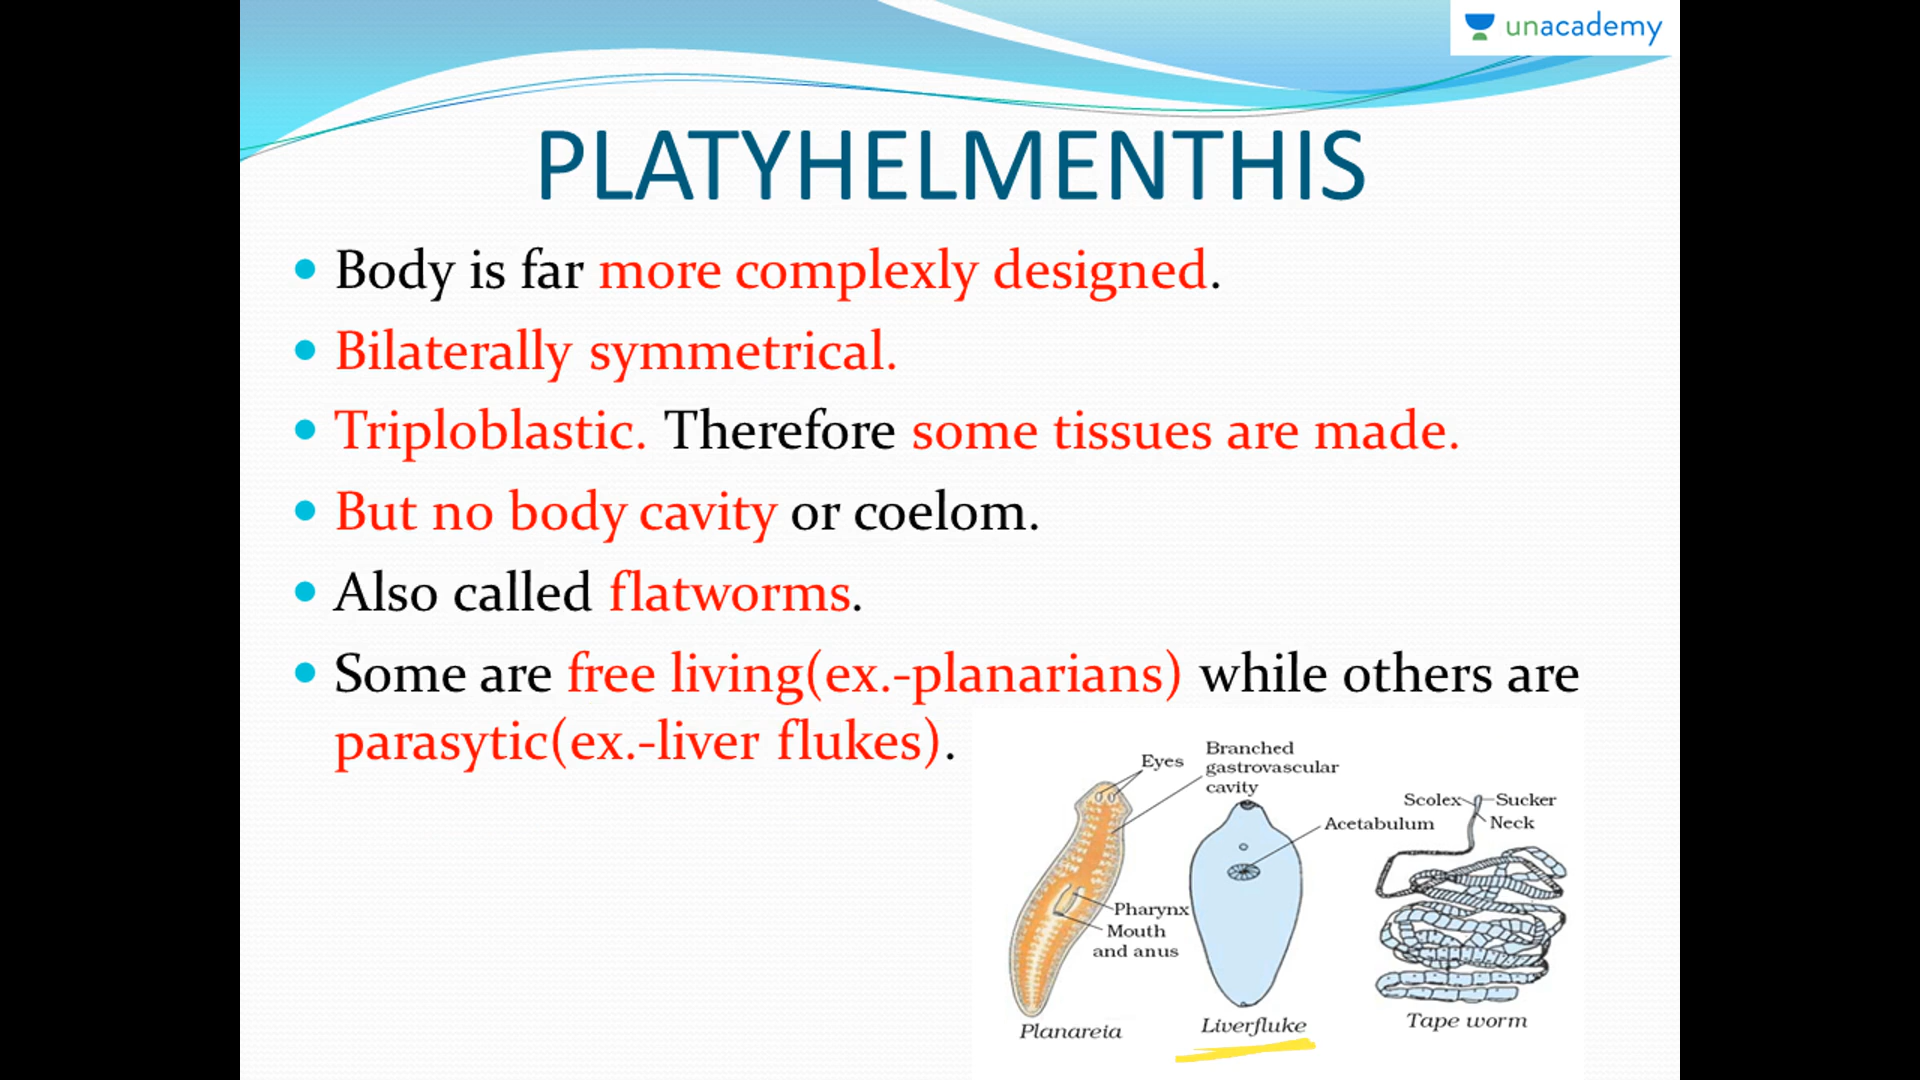 unacademy
PLATYHELMENTHIS
• Body is far more complexly designed.
• Bilaterally symmetrical.
• Triploblastic. Therefore some tissues are made.
• But no body cavity or coelom.
• Also called flatworms.
• Some are free living(ex.-planarians) while others are
parasytic(ex.-liver flukes).
Eyes
Branched
gastrovascular
cavity
Pharynx
Mouth
and anus
Planareia
Acetabulum
Liverfluke
Scolex
Sucker
Neck
Tape worm